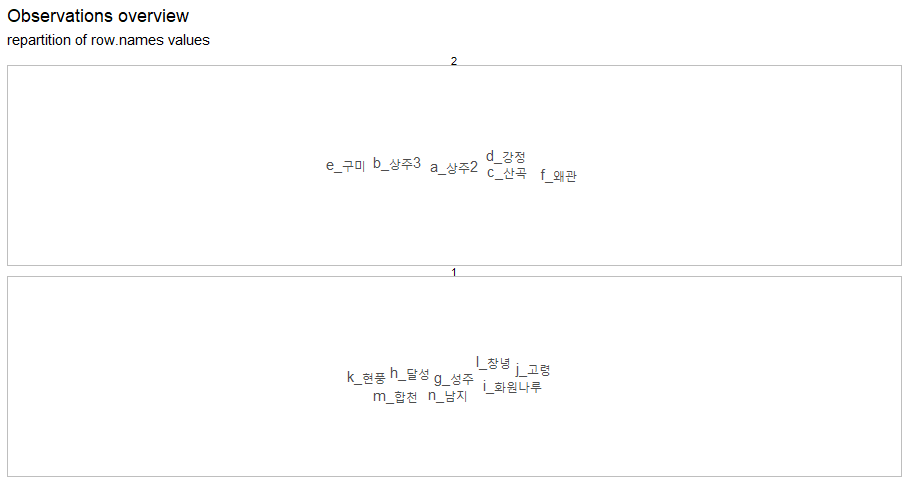 Observations overview
repartition of row.names values
2
d_강정
e_구미 b_상주3 a_상주2
c_산곡
f_왜관
1
l_창녕
j_고령
k_현풍 h_달성 g_성주
i_화원나루
m_합천 n_남지